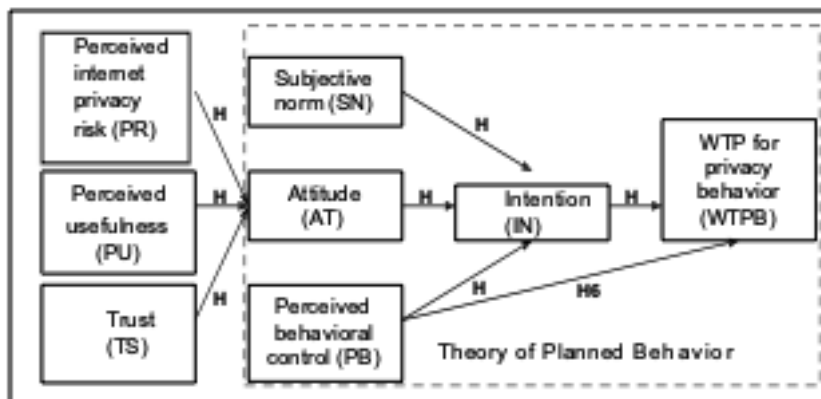 Perceived
internet
privacy
risk (PR)
H
Perceived
usefulness
(PU)
H
Trust
(TS)
H
Subjective
norm (SN)
H
Attitude
(AT)
H
Perceived
behavioral
control (PB)
H
H6
Intention
(IN)
H
WTP for
privacy
behavior
(WTPB)
Theory of Planned Behavior